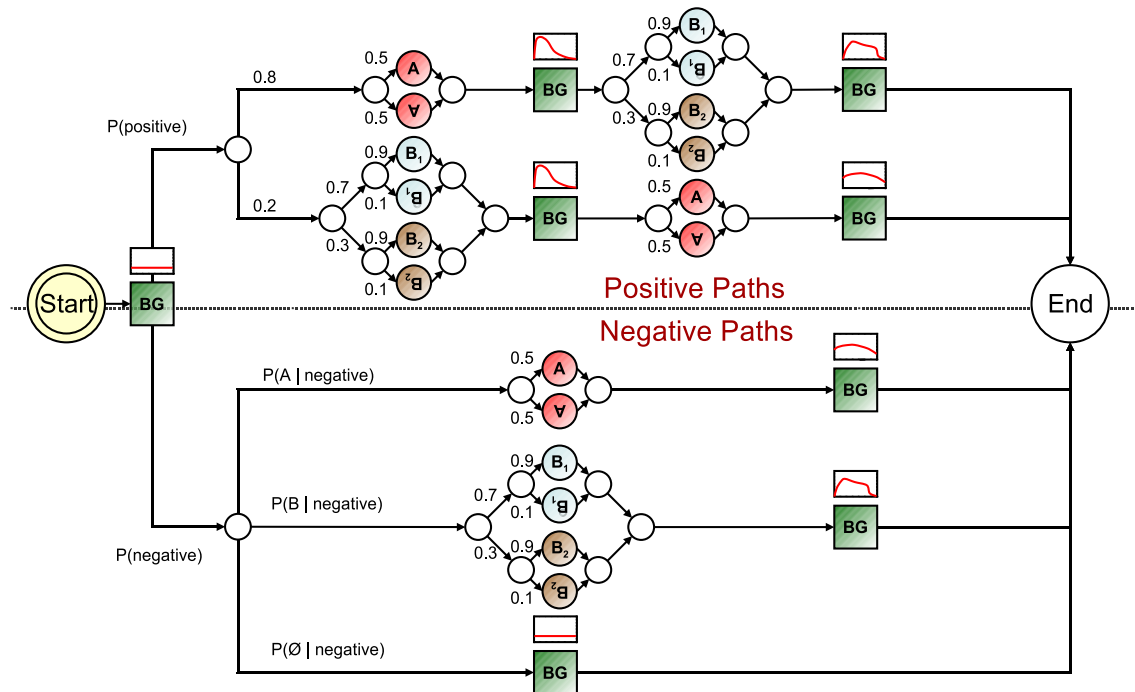 0.9 B1
0.5 A 0.7 0.1 B1
0.8 BG 0.9 B2 BG
0.5 A 0.3
P(positive) 0.1 B2
0.9 B1
0.7 0.1 B1 0.5 A
0.2 BG BG
0.3 0.9 B2 0.5 A
0.1 B2
Positive Paths
Start BG End
Negative Paths
0.5 A
P(A | negative) BG
0.5 A
0.9 B1
0.7 0.1 B1
P(B | negative) BG
0.3 0.9 B2
P(negative) 0.1 B2
P(Ø | negative) BG